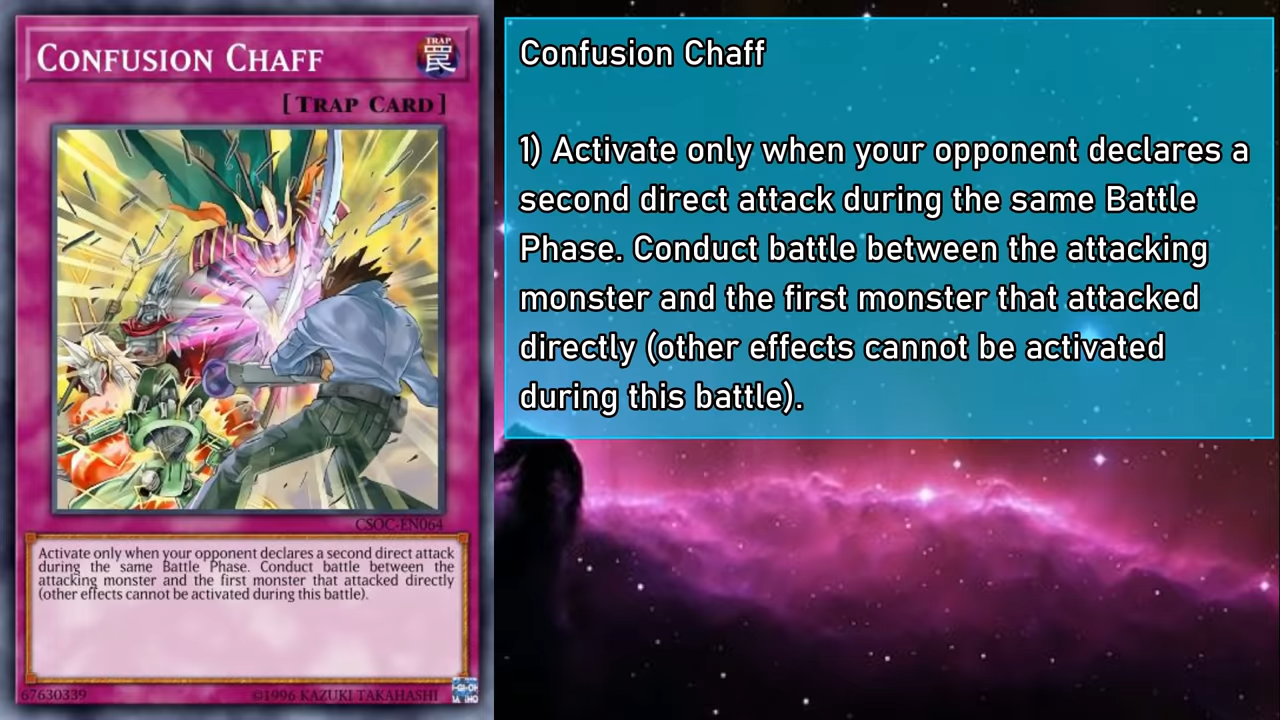 CONFUSION CHAFF
TRAP
罠
[TRAP CARD]
CSOC-EN064
Activate only when your opponent declares a second direct attack
during the same Battle Phase. Conduct battle between the
attacking monster and the first monster that attacked directly
(other effects cannot be activated during this battle).
67630339
©1996 KAZUKI TAKAHASHI
Confusion Chaff
1) Activate only when your opponent declares a
second direct attack during the same Battle
Phase. Conduct battle between the attacking
monster and the first monster that attacked
directly (other effects cannot be activated
during this battle).